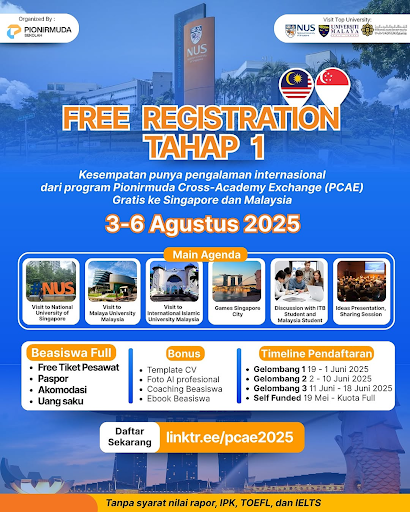 Organized By :
PIONIRMUDA
SEKOLAH
Visit Top University:
NUS
UNIVERSITI
MALAYA
NUS
FREE REGISTRATION
TAHAP 1
Kesempatan punya pengalaman internasional
dari program Pionirmuda Cross-Academy Exchange (PCAE)
Gratis ke Singapore dan Malaysia
3-6 Agustus 2025
Main Agenda
NUS
Visit to National
University of
Singapore
Visit to
Malaya University
Malaysia
Visit to
International Islamic
University Malaysia
Games Singapore
City
Discussion with ITB
Student and
Malaysia Student
Ideas Presentation,
Sharing Session
Beasiswa Full
• Free Tiket Pesawat
• Paspor
• Akomodasi
• Uang saku
Bonus
• Template CV
• Foto AI profesional
• Coaching Beasiswa
• Ebook Beasiswa
Timeline Pendaftaran
• Gelombang 1 19 - 1 Juni 2025
• Gelombang 2 2 - 10 Juni 2025
• Gelombang 3 11 Juni - 18 Juni 2025
• Self Funded 19 Mei - Kuota Full
Daftar
Sekarang
linktr.ee/pcae2025
Tanpa syarat nilai rapor, IPK, TOEFL, dan IELTS